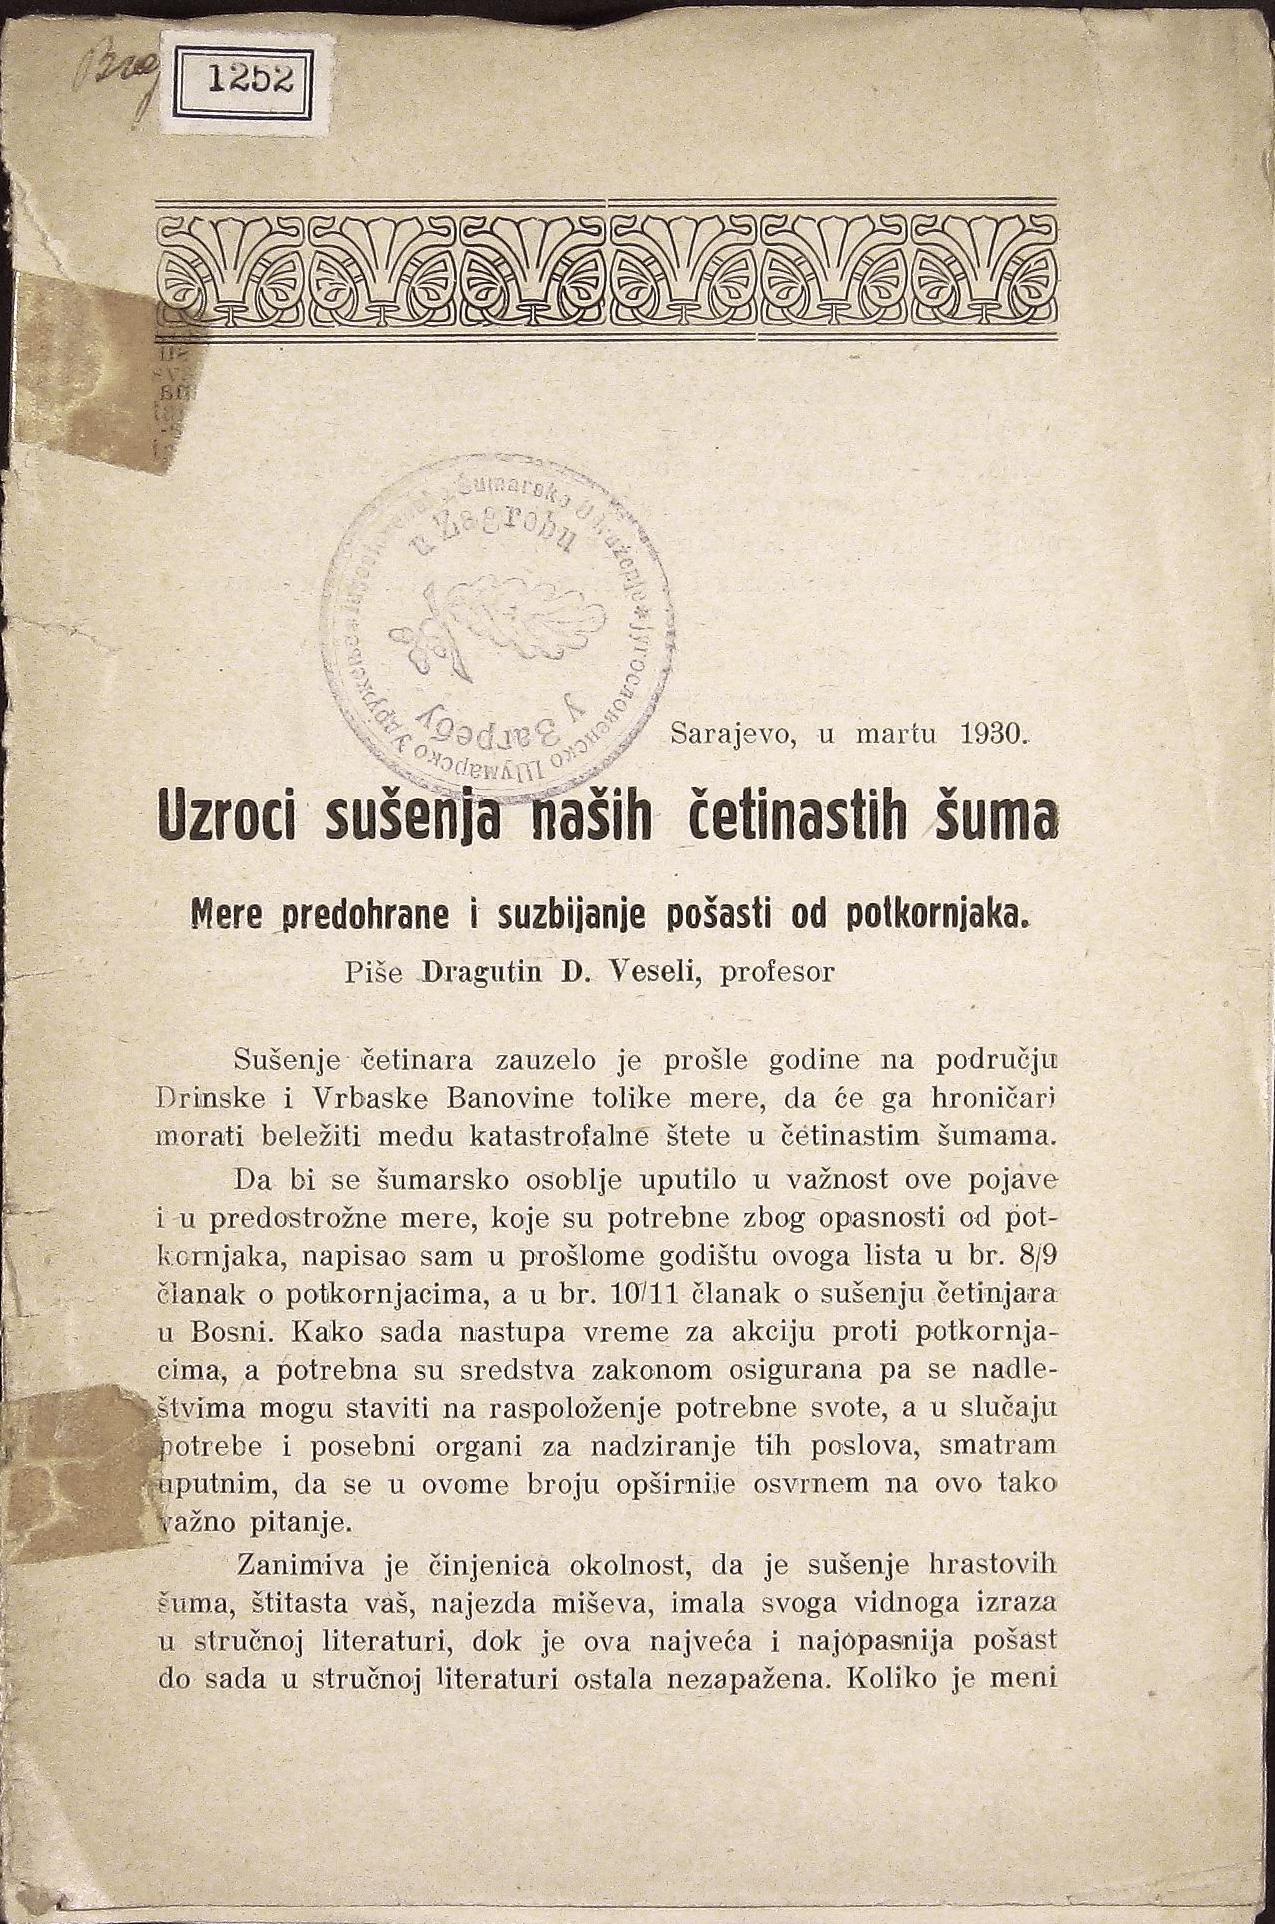 1252
u Zagrebu
у Загребу
Sarajevo, u martu 1930.
Uzroci sušenja naših četinastih šuma
Mere predohrane i suzbijanje pošasti od potkornjaka.
Piše Dragutin D. Veseli, profesor
Sušenje četinara zauzelo je prošle godine na području
Drinske i Vrbaske Banovine tolike mere, da će ga hroničari
morati beležiti među katastrofalne štete u četinastim šumama.
Da bi se šumarsko osoblje uputilo u važnost ove pojave
i u predostrožne mere, koje su potrebne zbog opasnosti od pot-
kornjaka, napisao sam u prošlome godištu ovoga lista u br. 8/9
članak o potkornjacima, a u br. 10/11 članak o sušenju četinjara
u Bosni. Kako sada nastupa vreme za akciju proti potkornja-
cima, a potrebna su sredstva zakonom osigurana pa se nadle-
štvima mogu staviti na raspoloženje potrebne svote, a u slučaju
potrebe i posebni organi za nadziranje tih poslova, smatram
uputnim, da se u ovome broju opširnije osvrnem na ovo tako
važno pitanje.
Zanimiva je činjenica okolnost, da je sušenje hrastovih
šuma, štitasta vaš, najezda miševa, imala svoga vidnoga izraza
u stručnoj literaturi, dok je ova najveća i najopasnija pošast
do sada u stručnoj literaturi ostala nezapažena. Koliko je meni